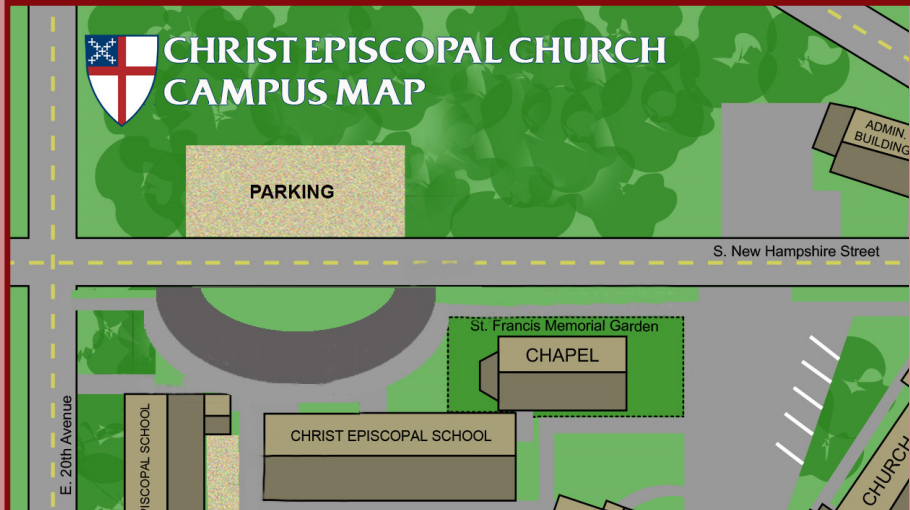 CHRIST EPISCOPAL CHURCH
CAMPUS MAP
ADMIN.
BUILDING
PARKING
S. New Hampshire Street
St. Francis Memorial Garden
CHAPEL
E. 20th Avenue
ISCOPAL SCHOOL
CHRIST EPISCOPAL SCHOOL
CHURCH